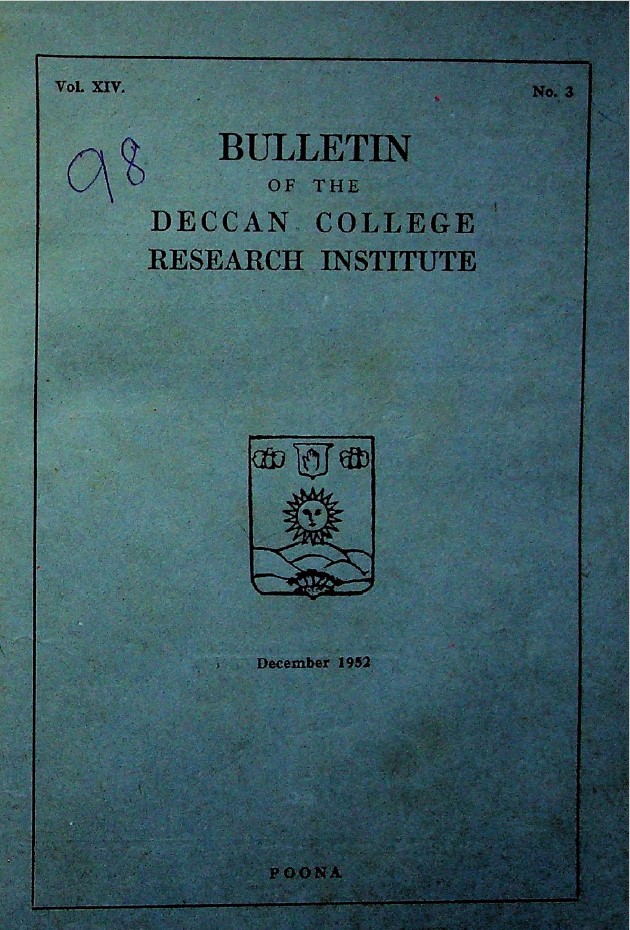 Vol. XIV.
No. 3
98
BULLETIN
OF THE
DECCAN COLLEGE
RESEARCH INSTITUTE
December 1952
POONA